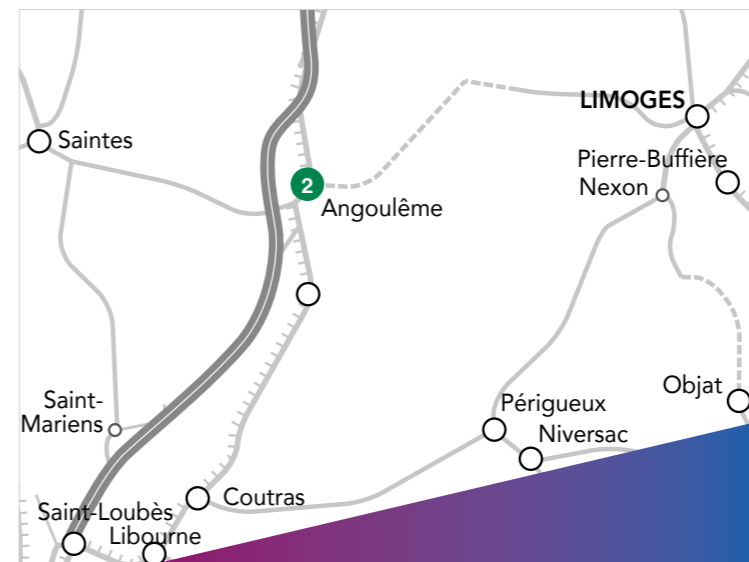 LIMOGES
Saintes
Pierre-Buffière
2
Nexon
Angoulême
Objat
Saint-
Mariens
Périgueux
Niversac
Coutras
Saint-Loubès
Libourne